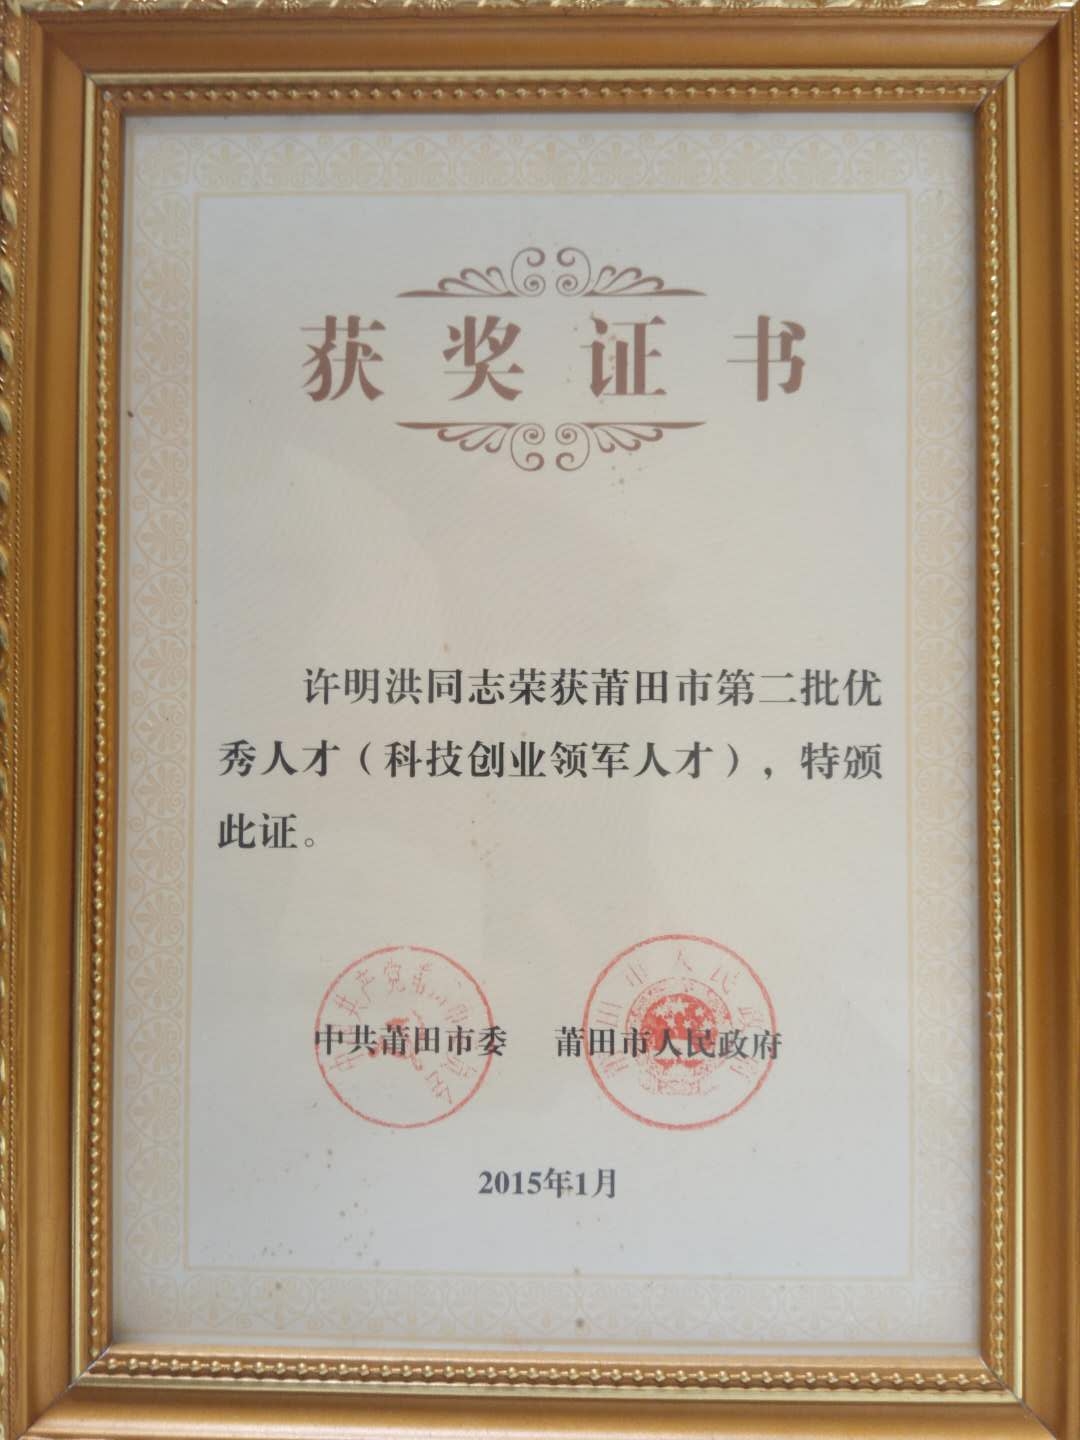 获奖证书
许明洪同志荣获莆田市第二批优
秀人才（科技创业领军人才），特颁
此证。
中共莆田市委 莆田市人民政府
2015年1月